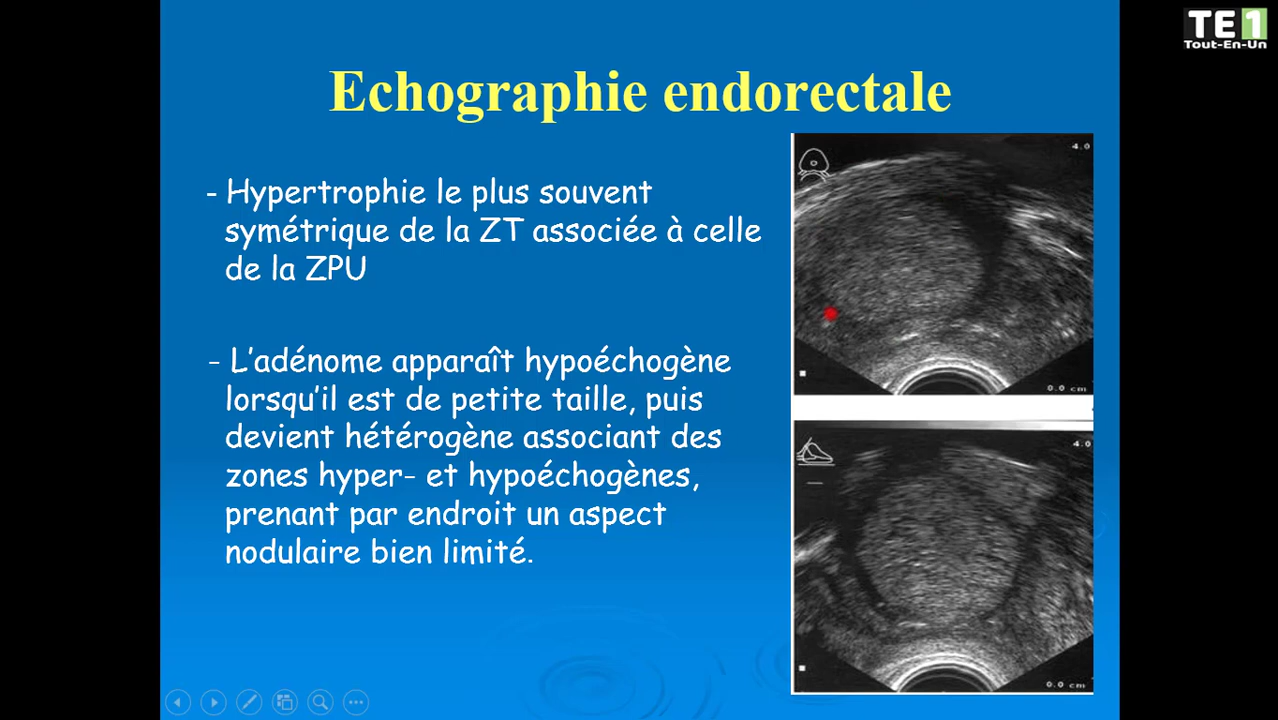 TE1
Tout-En-Un
Echographie endorectale
- Hypertrophie le plus souvent
symétrique de la ZT associée à celle
de la ZPU
- L'adénome apparaît hypoéchogène
lorsqu'il est de petite taille, puis
devient hétérogène associant des
zones hyper- et hypoéchogènes,
prenant par endroit un aspect
nodulaire bien limité.
4.0
0.0 cm
4.0
0.0 cm